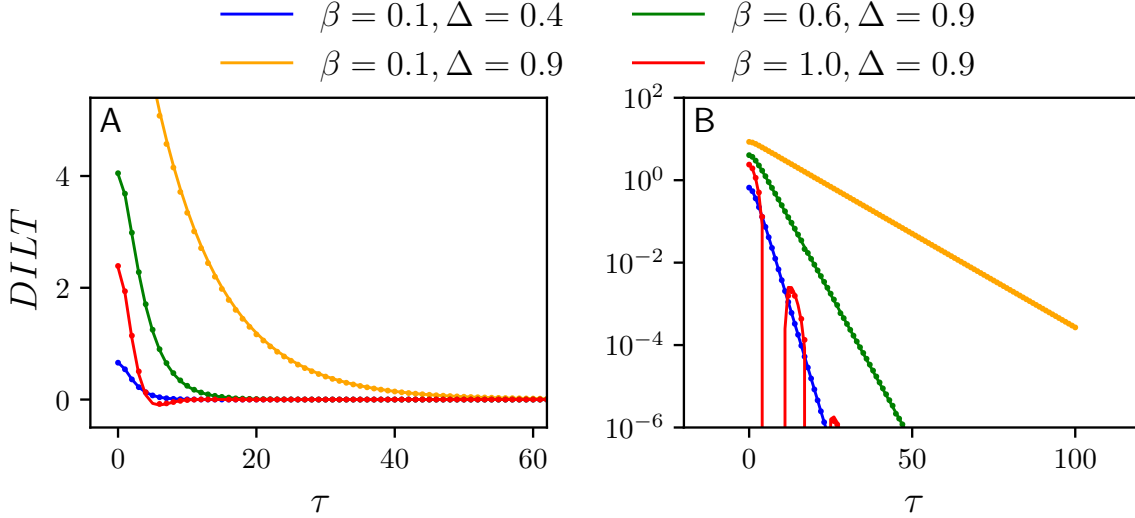 β = 0.1, Δ = 0.4
β = 0.6, Δ = 0.9
β = 0.1, Δ = 0.9
β = 1.0, Δ = 0.9
A
DILT
4
2
0
0
20
40
60
τ
B
10^2
10^0
10^{-2}
10^{-4}
10^{-6}
0
50
100
τ